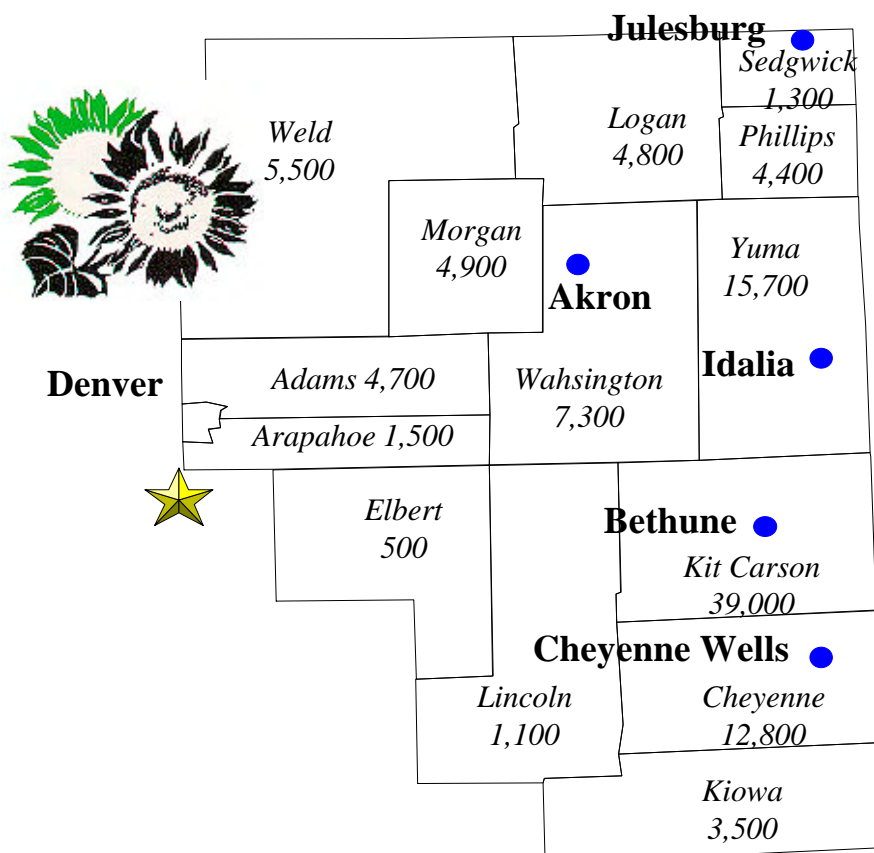 Julesburg
Sedgwick
1,300
Weld
5,500
Logan
4,800
Phillips
4,400
Morgan
4,900
Yuma
15,700
Akron
Denver
Adams 4,700
Wahsington
7,300
Idalia
Arapahoe 1,500
Elbert
500
Bethune
Kit Carson
39,000
Cheyenne Wells
Lincoln
1,100
Cheyenne
12,800
Kiowa
3,500